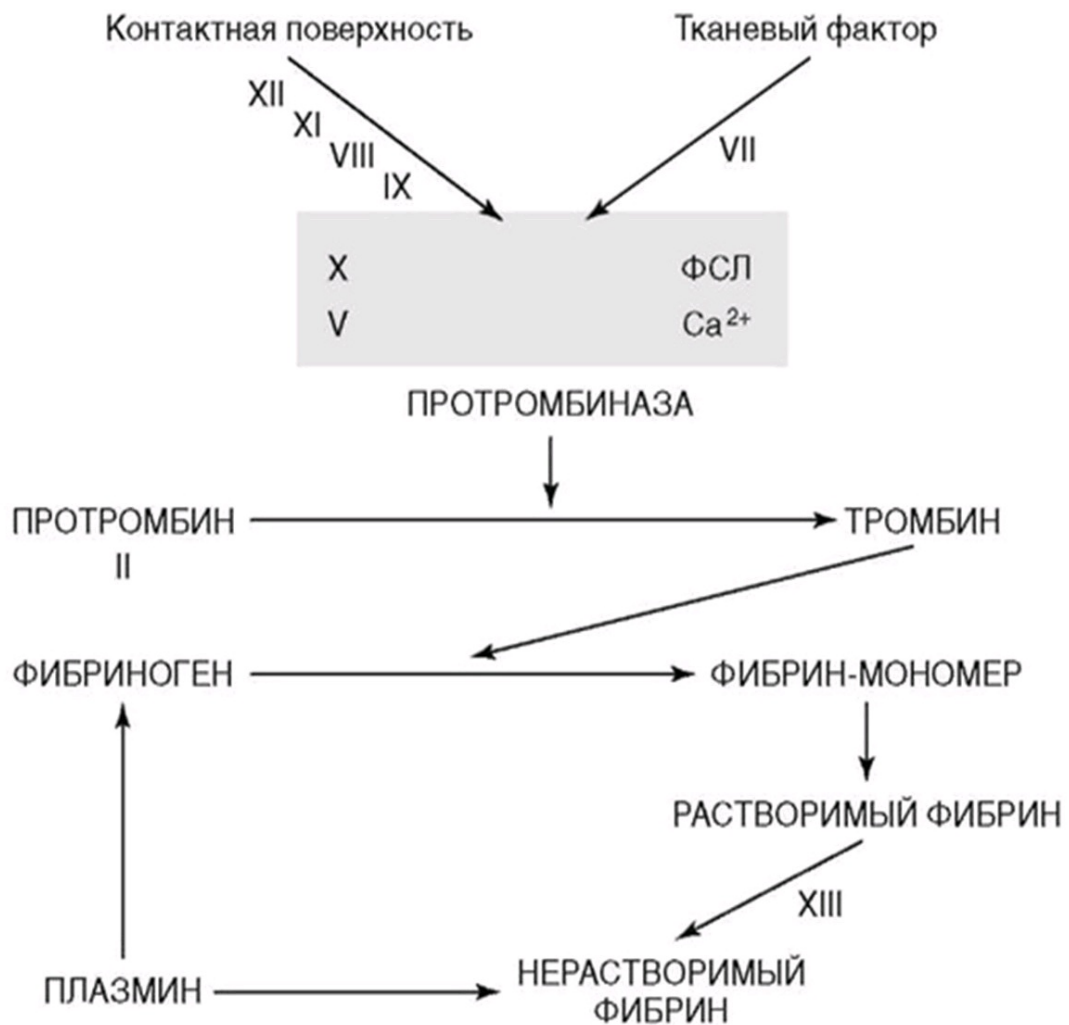 Контактная поверхность
Тканевый фактор
XII
XI
VIII
IX
VII
X
ФСЛ
V
Ca²⁺
ПРОТРОМБИНАЗА
ПРОТРОМБИН
ТРОМБИН
II
ФИБРИНОГЕН
ФИБРИН-МОНОМЕР
РАСТВОРИМЫЙ ФИБРИН
XIII
ПЛАЗМИН
НЕРАСТВОРИМЫЙ
ФИБРИН